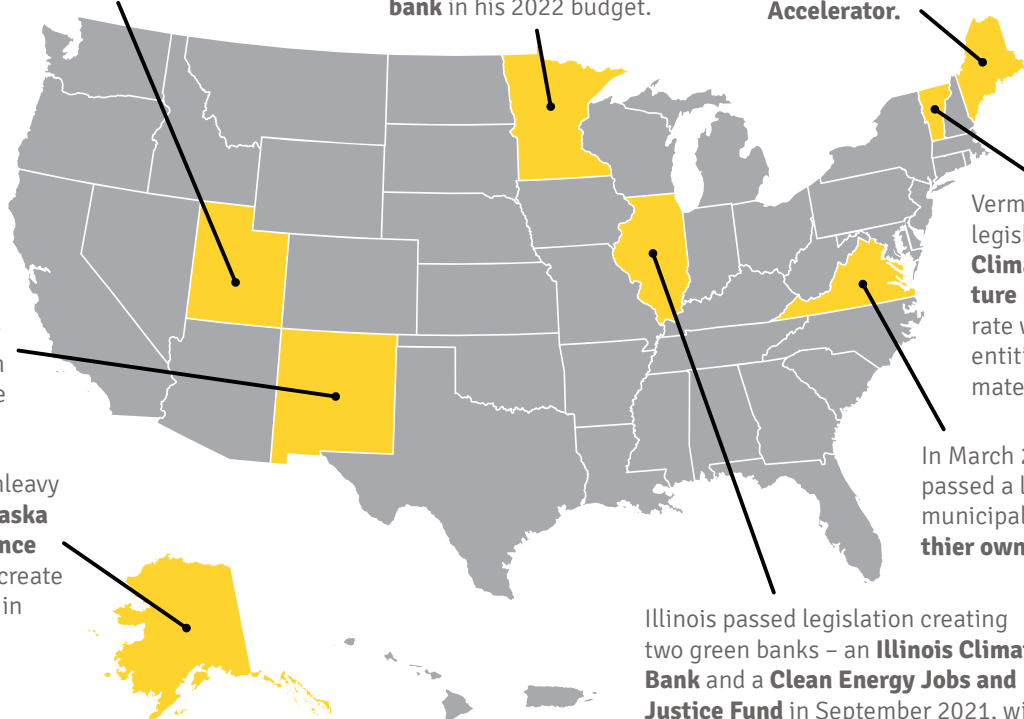 bank in his 2022 budget.
Accelerator.
Verm
legisl
Clima
ture
rate w
entiti
mate
n
e
nleavy
aska
nce
create
in
In March 2
passed a l
municipal
thier own
Illinois passed legislation creating
two green banks – an Illinois Climat
Bank and a Clean Energy Jobs and
Justice Fund in September 2021, wi